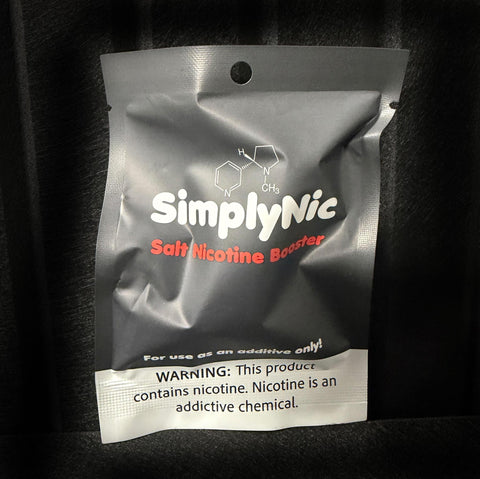 H
N
CH₃
N
SimplyNic
Salt Nicotine Booster
For use as an additive only!
WARNING: This product
contains nicotine. Nicotine is an
addictive chemical.